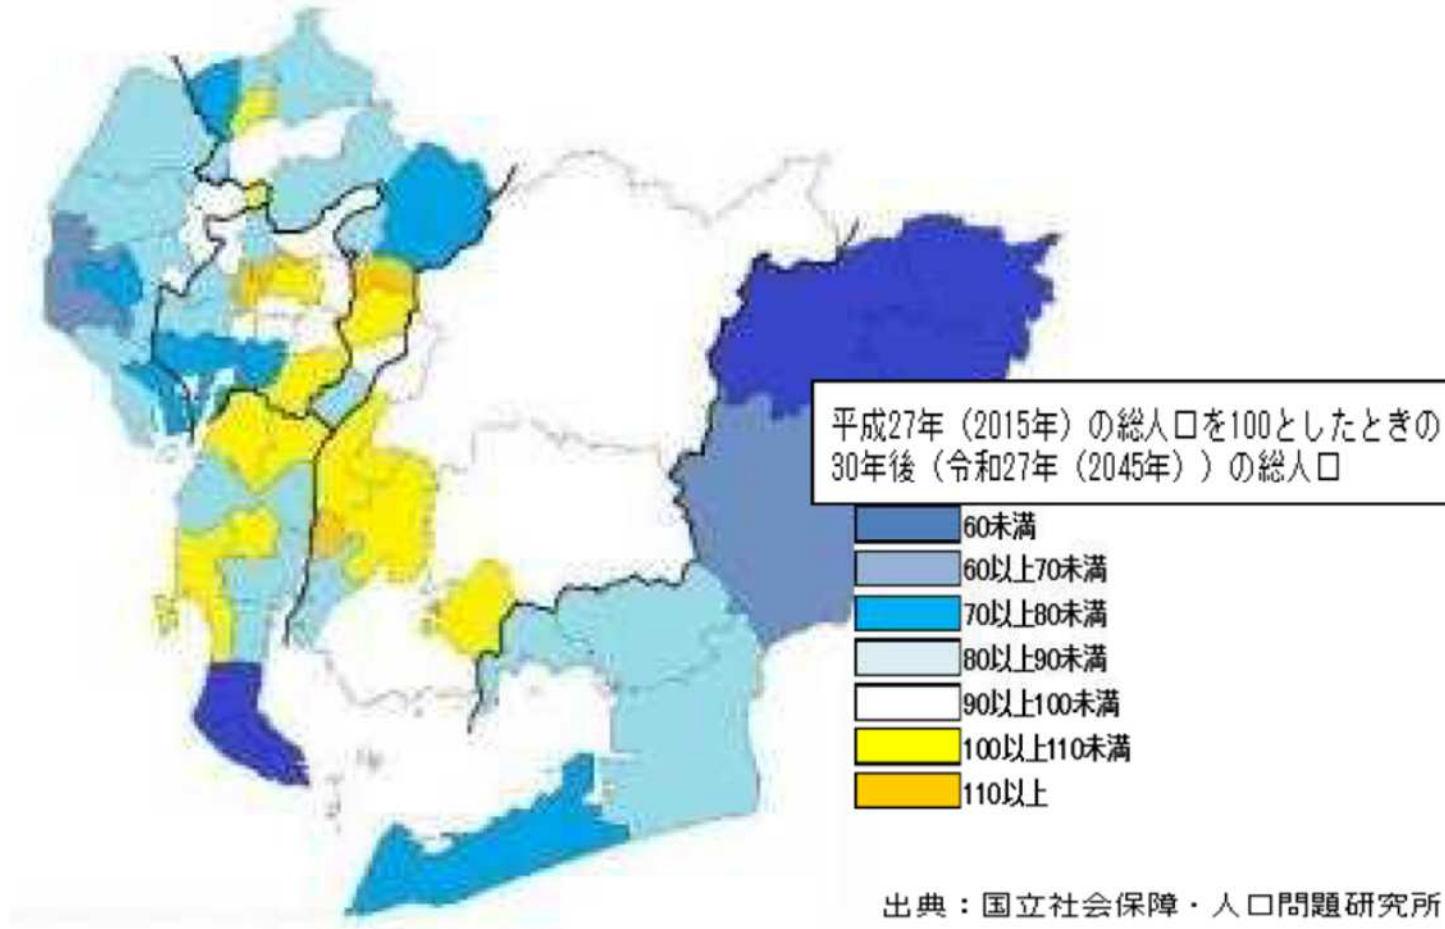 平成27年（2015年）の総人口を100としたときの
30年後（令和27年（2045年））の総人口
60未満
60以上70未満
70以上80未満
80以上90未満
90以上100未満
100以上110未満
110以上
出典：国立社会保障・人口問題研究所